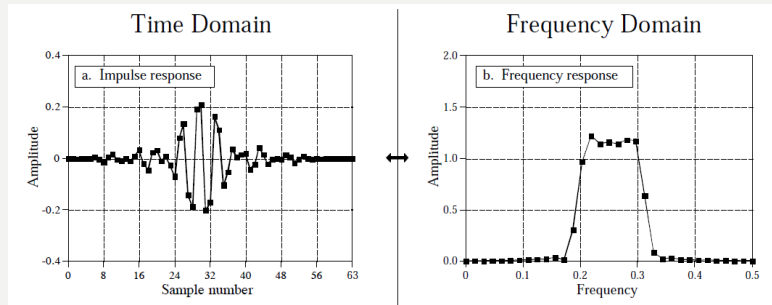 Time Domain
Frequency Domain
0.4
0.2
0
-0.2
-0.4
Amplitude
a. Impulse response
0 8 16 24 32 40 48 56 63
Sample number
2.0
1.5
1.0
0.5
0.0
Amplitude
b. Frequency response
0 0.1 0.2 0.3 0.4 0.5
Frequency